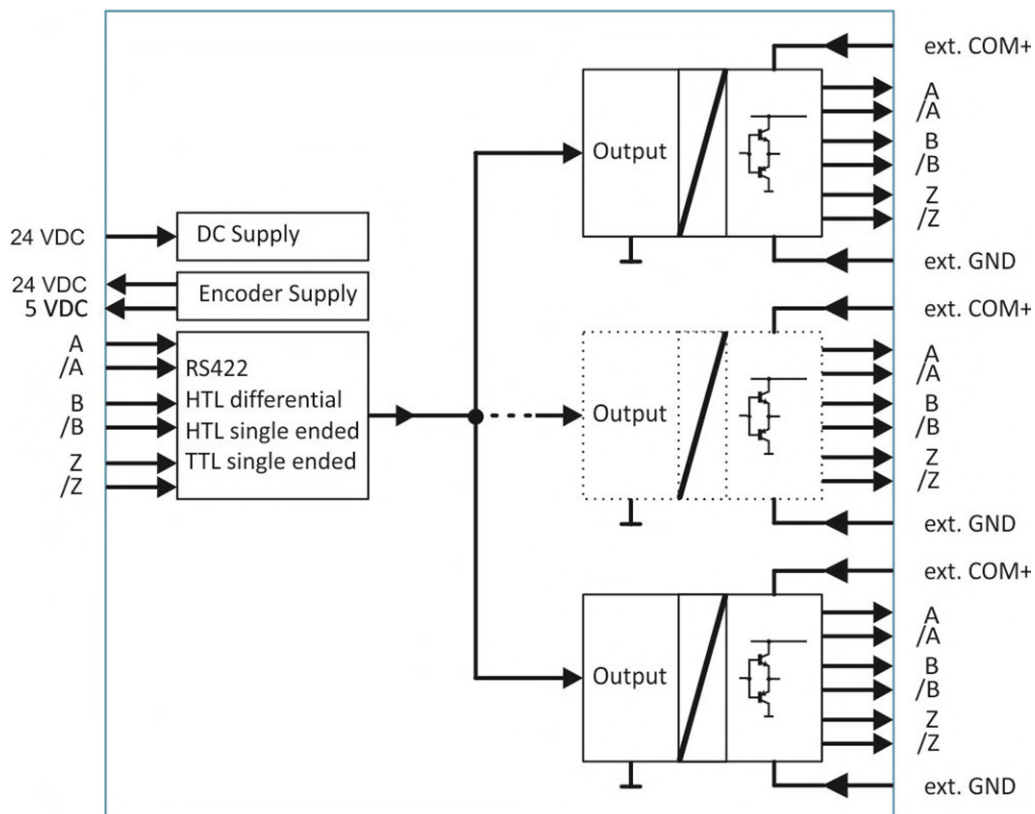 24 VDC
DC Supply
24 VDC
5 VDC
Encoder Supply
A
/A
B
/B
Z
/Z
RS422
HTL differential
HTL single ended
TTL single ended
Output
ext. COM+
A
/A
B
/B
Z
/Z
ext. GND
Output
ext. COM+
A
/A
B
/B
Z
/Z
ext. GND
Output
ext. COM+
A
/A
B
/B
Z
/Z
ext. GND